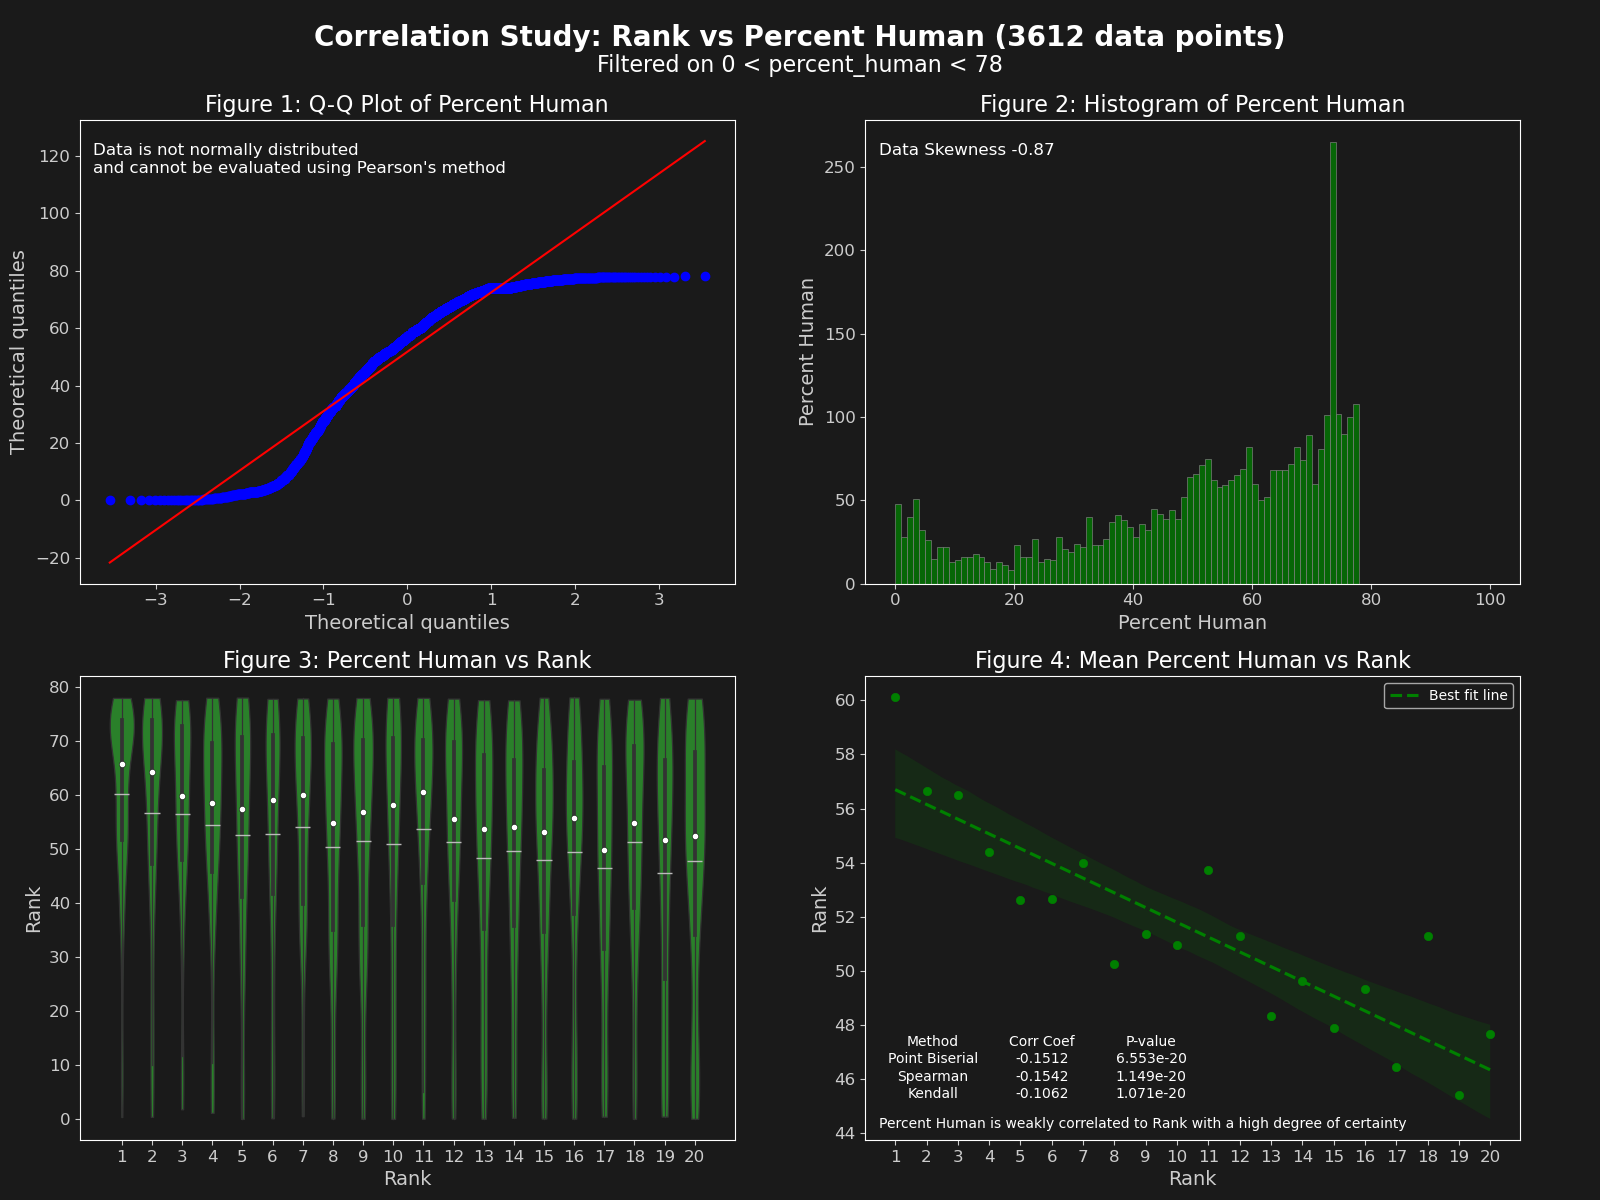 Correlation Study: Rank vs Percent Human (3612 data points)
Filtered on 0 < percent_human < 78
Figure 1: Q-Q Plot of Percent Human
Data is not normally distributed
and cannot be evaluated using Pearson's method
120
100
80
60
40
20
0
−20
Theoretical quantiles
−3 −2 −1 0 1 2 3
Theoretical quantiles
Figure 2: Histogram of Percent Human
Data Skewness -0.87
250
200
150
100
50
0
Percent Human
0 20 40 60 80 100
Percent Human
Figure 3: Percent Human vs Rank
80
70
60
50
40
30
20
10
0
Rank
1 2 3 4 5 6 7 8 9 10 11 12 13 14 15 16 17 18 19 20
Rank
Figure 4: Mean Percent Human vs Rank
Best fit line
60
58
56
54
52
50
48
46
44
Rank
Method Corr Coef P-value
Point Biserial -0.1512 6.553e-20
Spearman -0.1542 1.149e-20
Kendall -0.1062 1.071e-20
Percent Human is weakly correlated to Rank with a high degree of certainty
1 2 3 4 5 6 7 8 9 10 11 12 13 14 15 16 17 18 19 20
Rank